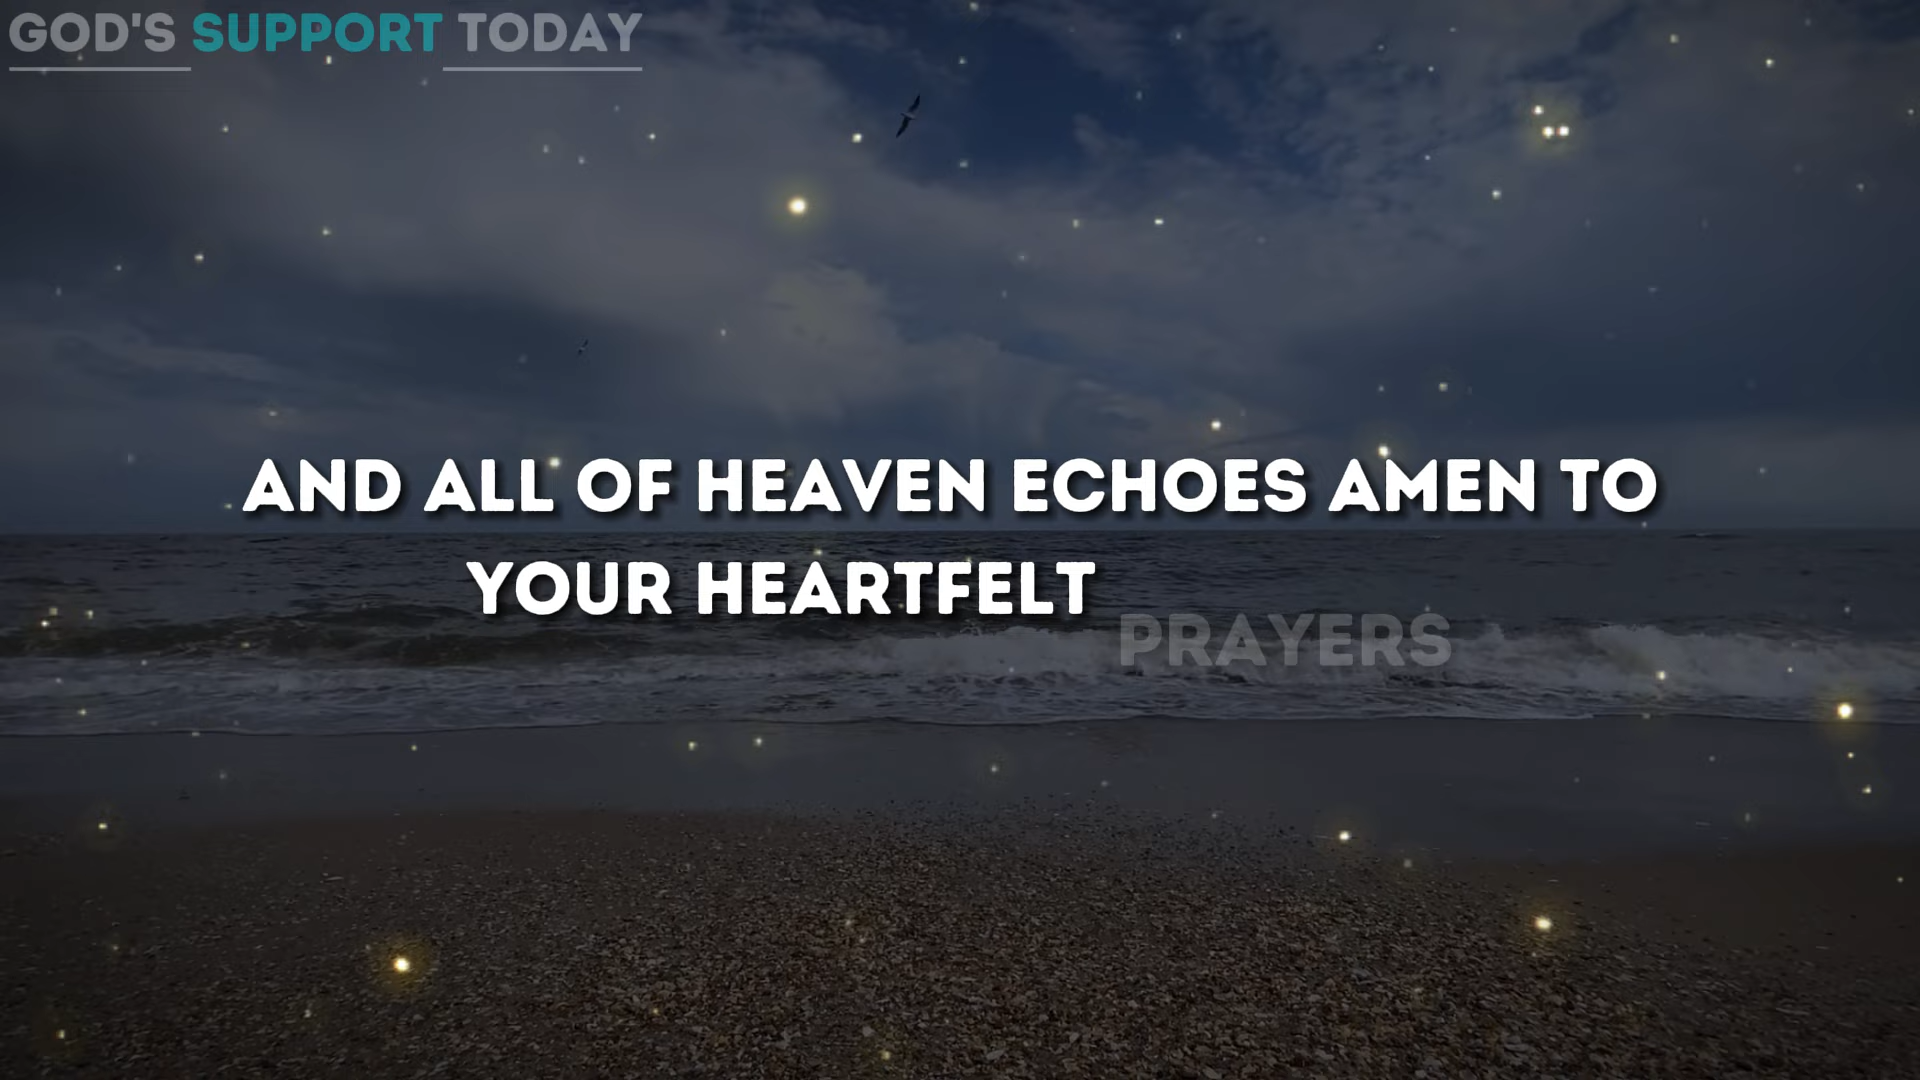 GOD'S SUPPORT TODAY
AND ALL OF HEAVEN ECHOES AMEN TO
YOUR HEARTFELT PRAYERS